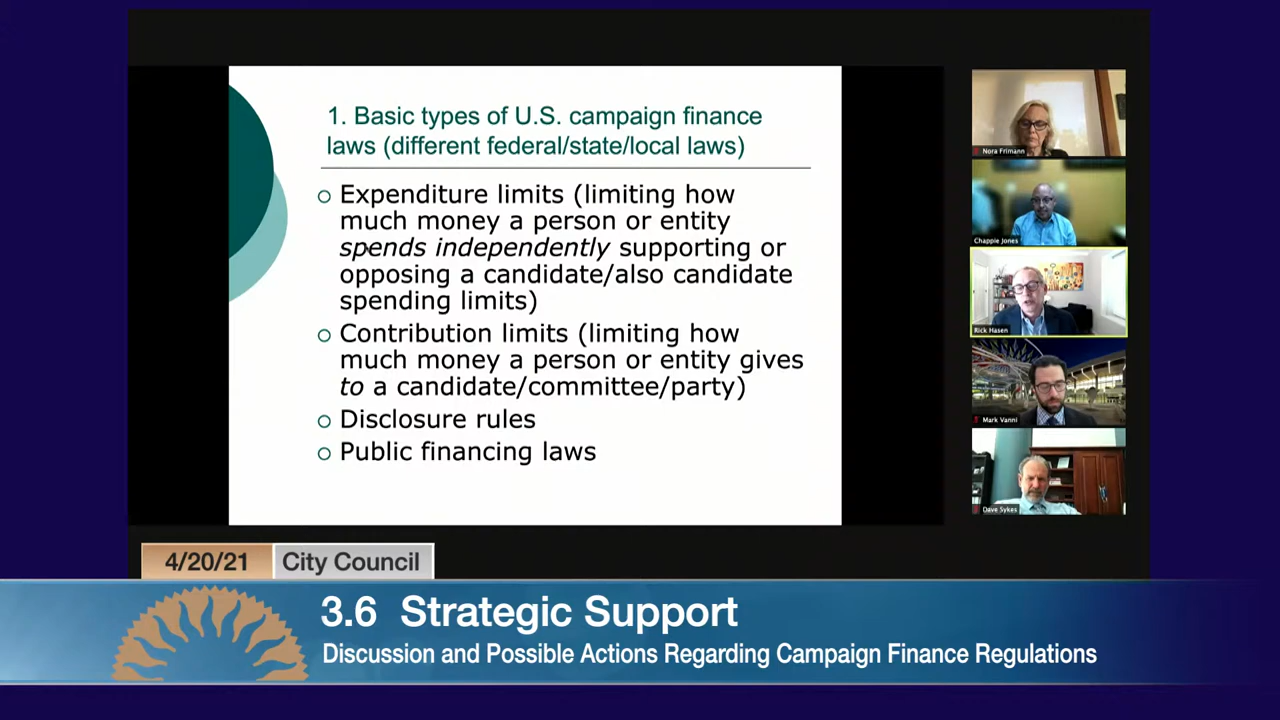 1. Basic types of U.S. campaign finance
laws (different federal/state/local laws)
Expenditure limits (limiting how
much money a person or entity
spends independently supporting or
opposing a candidate/also candidate
spending limits)
Contribution limits (limiting how
much money a person or entity gives
to a candidate/committee/party)
Disclosure rules
Public financing laws
Nora Frimann
Chappie Jones
Rick Hasen
Mark Vanni
Dave Sykes
4/20/21 City Council
3.6 Strategic Support
Discussion and Possible Actions Regarding Campaign Finance Regulations